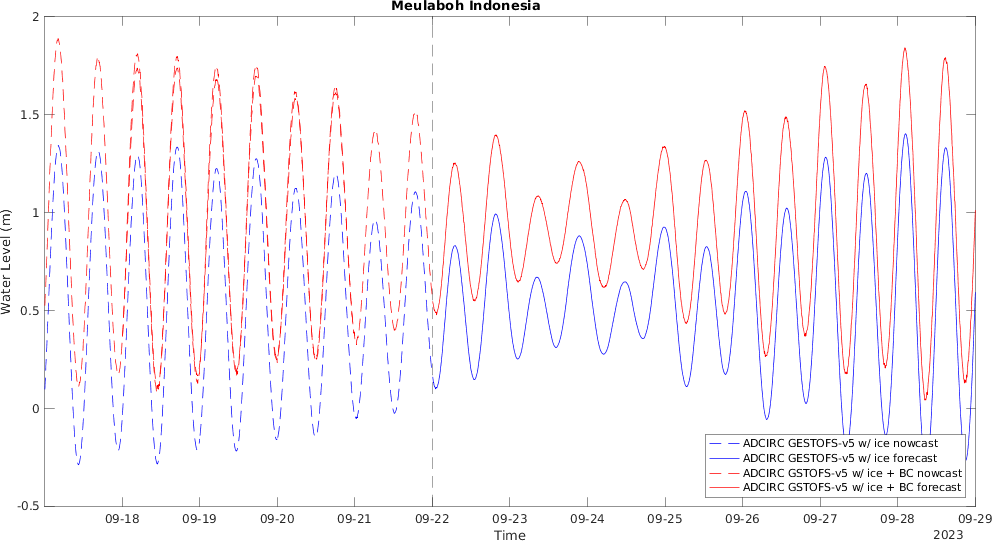 Meulaboh Indonesia
Water Level (m)
2
1.5
1
0.5
0
-0.5
ADCIRC GESTOFS-v5 w/ ice nowcast
ADCIRC GESTOFS-v5 w/ ice forecast
ADCIRC GSTOFS-v5 w/ ice + BC nowcast
ADCIRC GSTOFS-v5 w/ ice + BC forecast
09-18 09-19 09-20 09-21 09-22 09-23 09-24 09-25 09-26 09-27 09-28 09-29
Time
2023